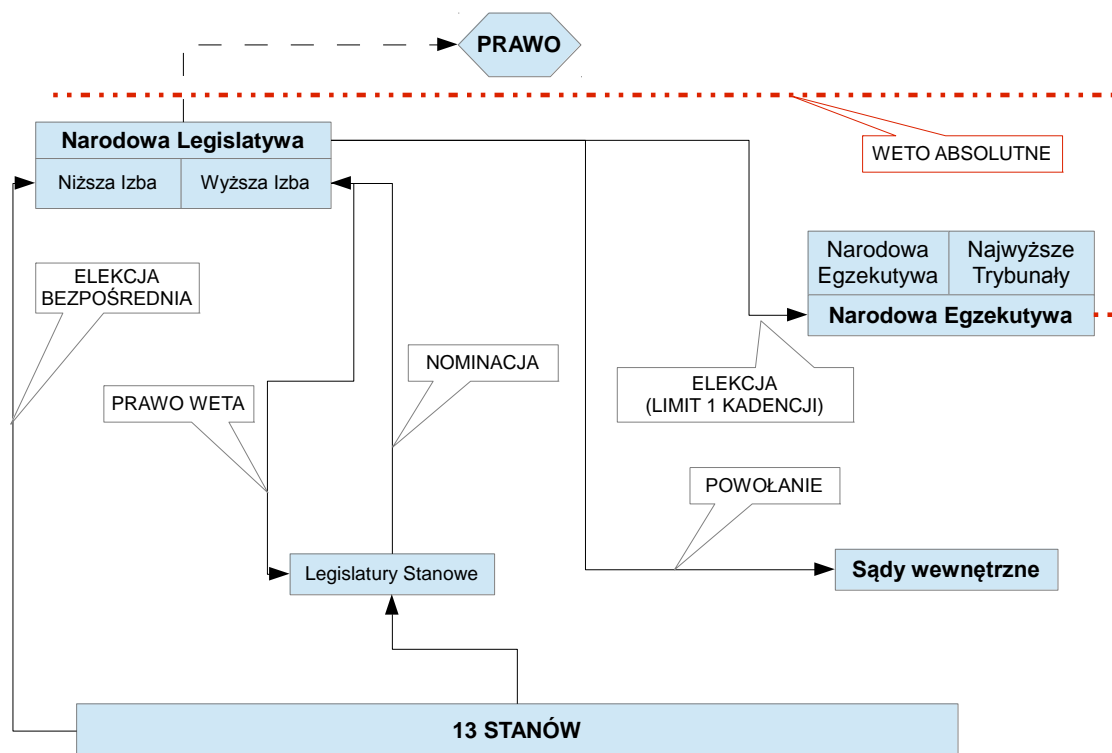 PRAWO
Narodowa Legislatywa
Niższa Izba
Wyższa Izba
WETO ABSOLUTNE
Narodowa
Egzekutywa
Najwyższe
Trybunały
Narodowa Egzekutywa
ELEKCJA
BEZPOŚREDNIA
PRAWO WETA
NOMINACJA
ELEKCJA
(LIMIT 1 KADENCJI)
POWOŁANIE
Legislatury Stanowe
Sądy wewnętrzne
13 STANÓW